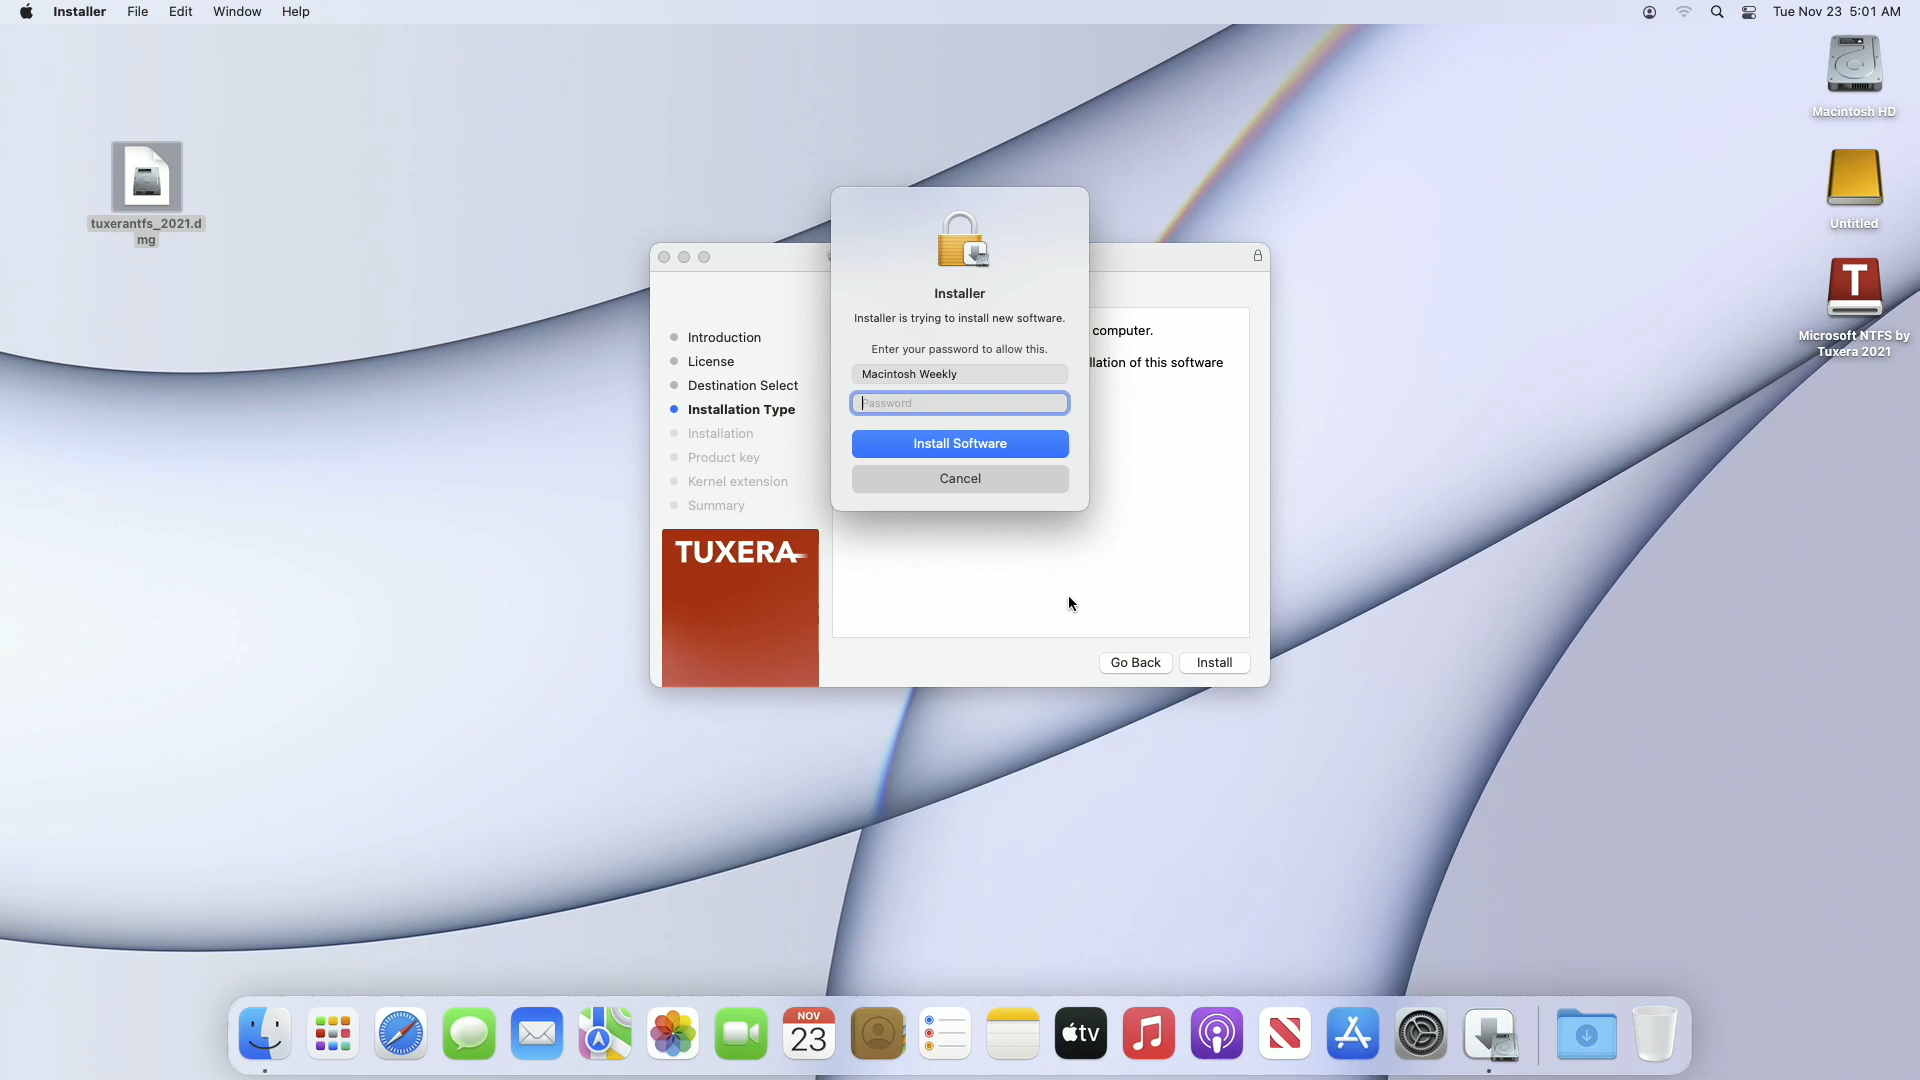 Installer File Edit Window Help
Tue Nov 23 5:01 AM
Macintosh HD
tuxerantfs_2021.d
mg
Untitled
Microsoft NTFS by
Tuxera 2021
Installer
Installer is trying to install new software.
Enter your password to allow this.
Macintosh Weekly
Password
Install Software
Cancel
computer.
llation of this software
Introduction
License
Destination Select
Installation Type
Installation
Product key
Kernel extension
Summary
TUXERA
Go Back Install
NOV
23
tv